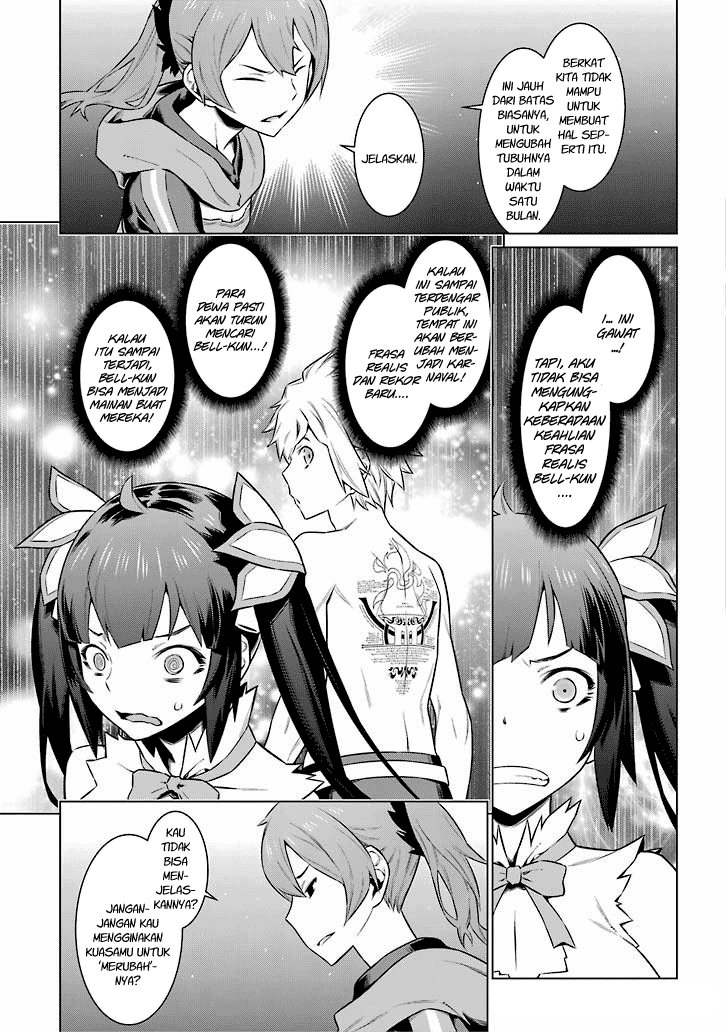 BERKAT
KITA TIDAK
MAMPU
UNTUK
MEMBUAT
HAL SEP-
ERTI ITU.
INI JAUH
DARI BATAS
BIASANYA,
UNTUK
MENGUBAH
TUBUHNYA
DALAM
WAKTU
SATU
BULAN.
JELASKAN.
I... INI
GAWAT
...!
TAPI, AKU
TIDAK BISA
MENGUNG-
KAPKAN
KEBERADAAN
KEAHLIAN
FRASA
REALIS
BELL-KUN
....
KALAU
INI SAMPAI
TERDENGAR
PUBLIK,
TEMPAT INI
AKAN BER-
UBAH MEN-
JADI KAR-
NAVAL!
FRASA
REALIS
DAN REKOR
BARU....
PARA
DEWA PASTI
AKAN TURUN
MENCARI
BELL-KUN...!
KALAU
ITU SAMPAI
TERJADI,
BELL-KUN
BISA MENJADI
MAINAN BUAT
MEREKA!
KAU
TIDAK
BISA
MEN-
JELAS-
KANNYA?
JANGAN-
JANGAN KAU
MENGGINAKAN
KUASAMU UNTUK
'MERUBAH'-
NYA?